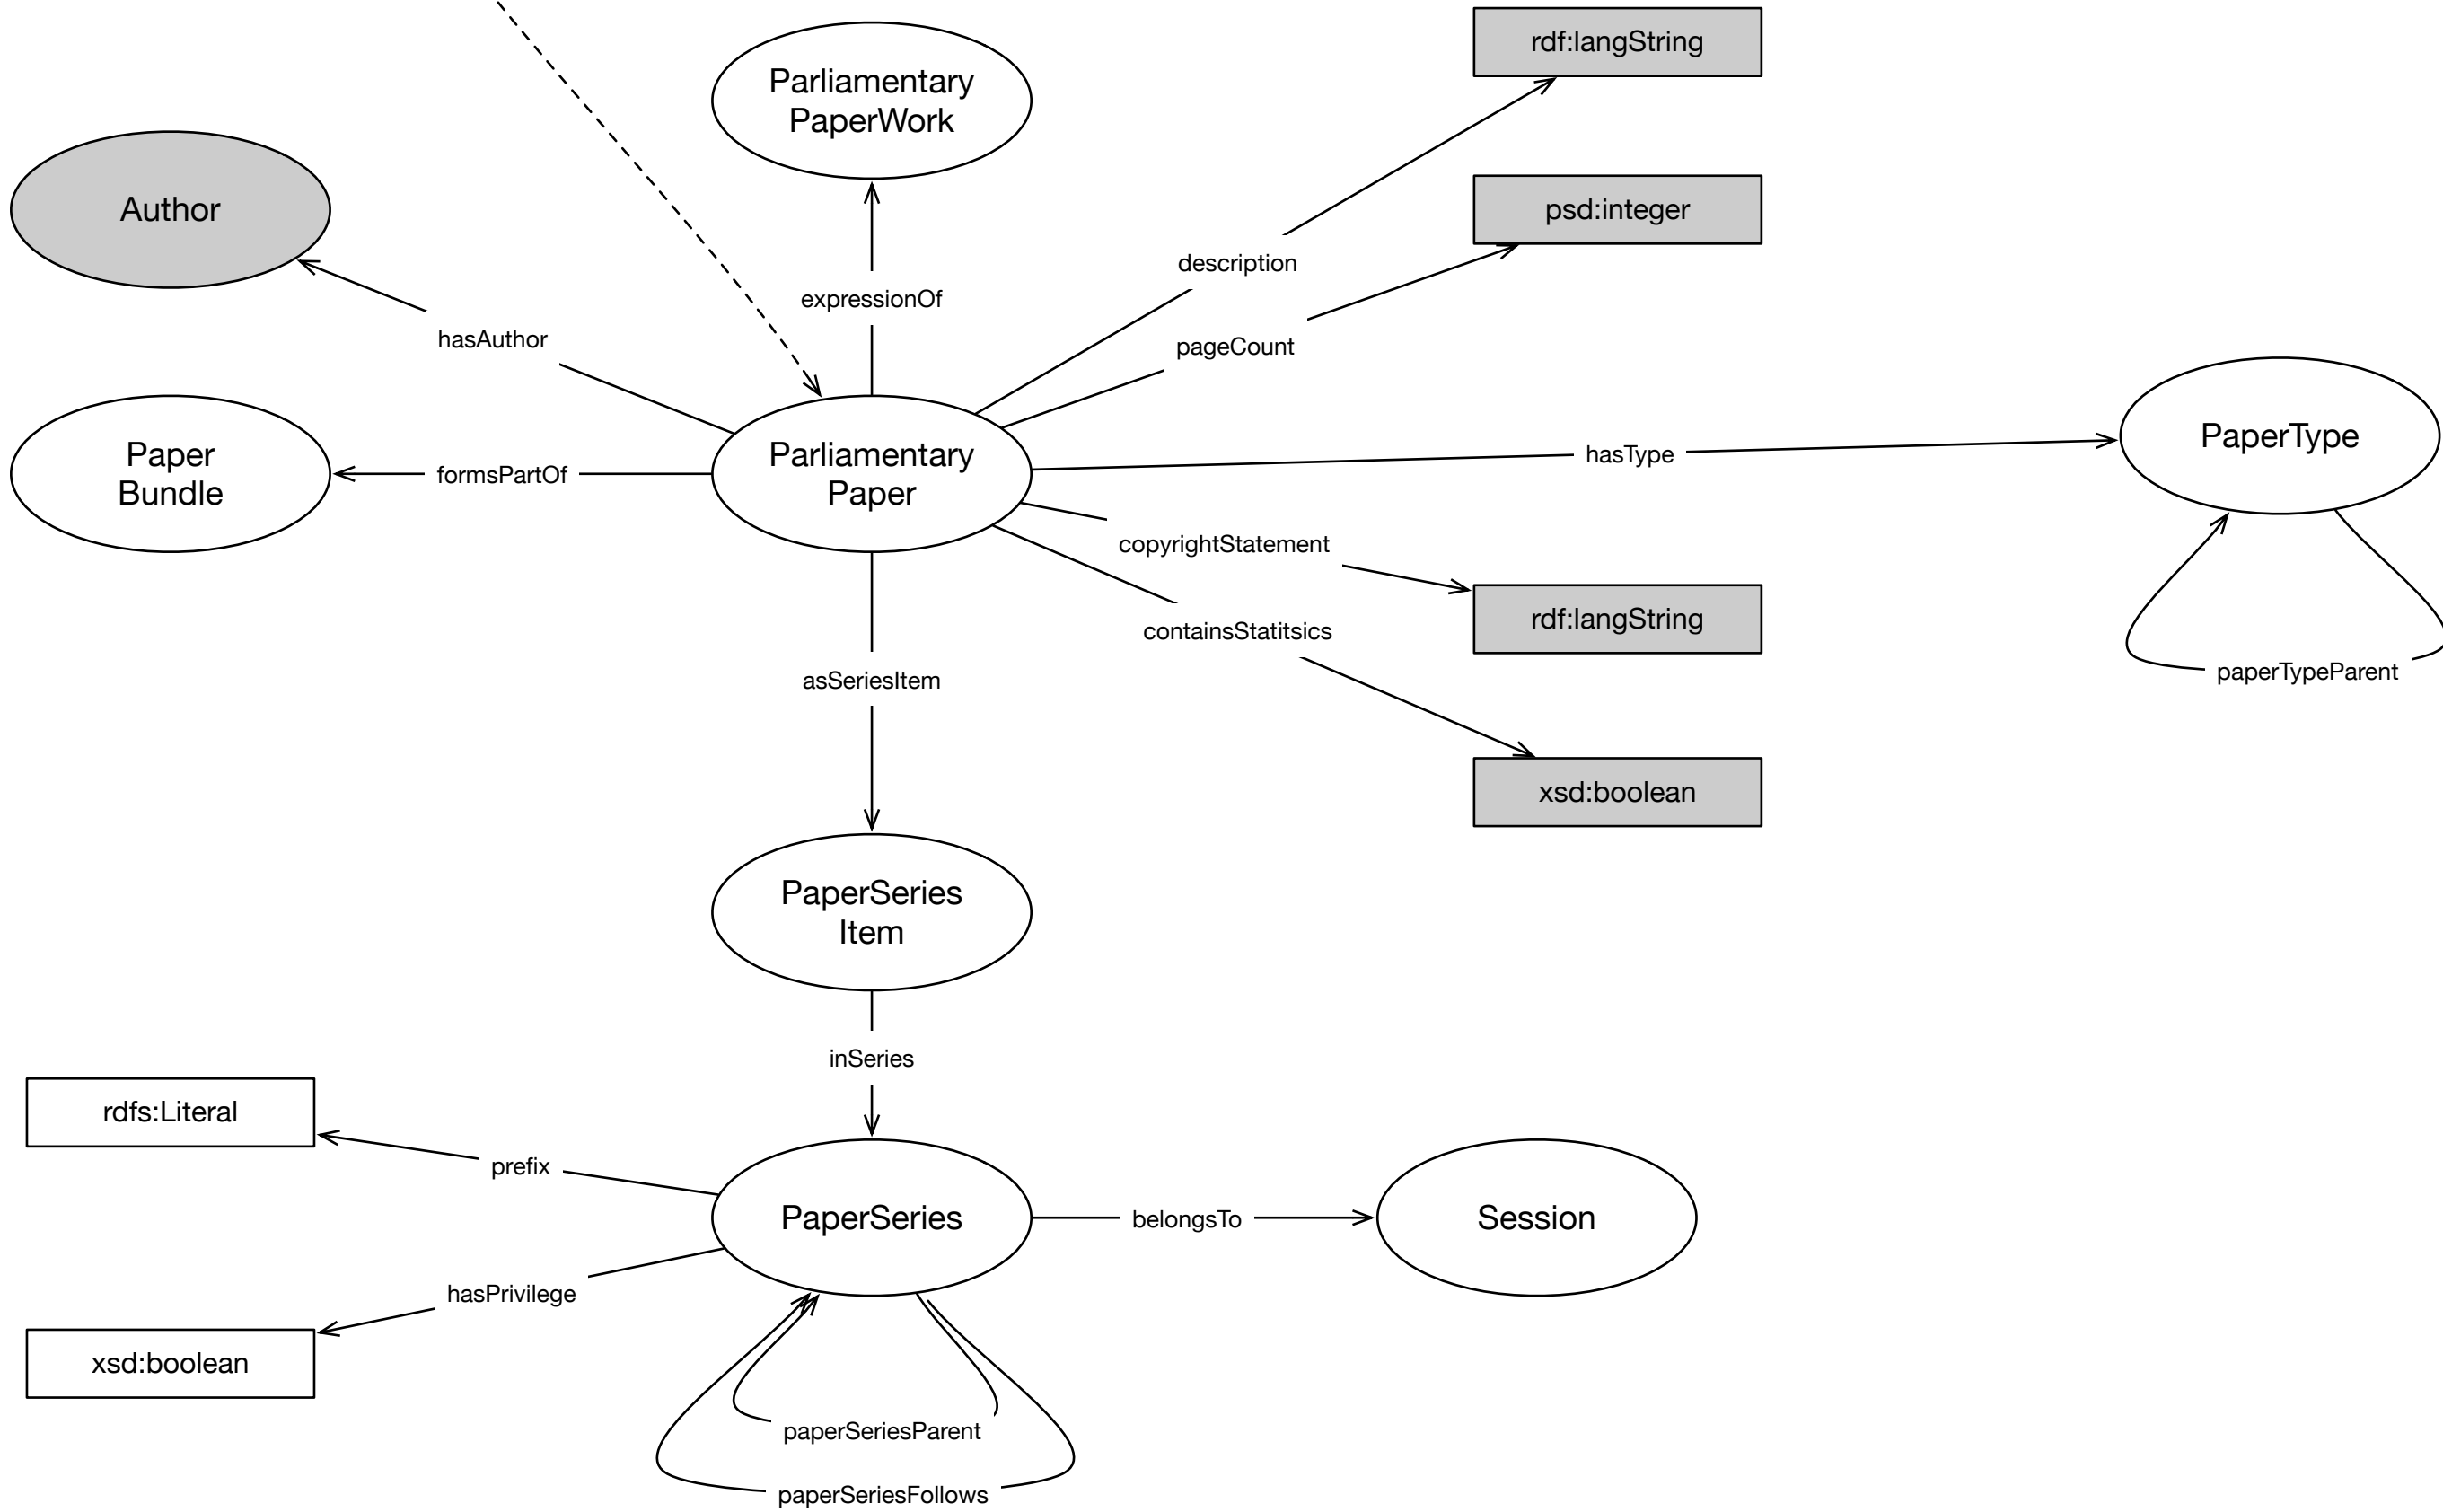 rdf:langString
Parliamentary
PaperWork
Author
psd:integer
description
expressionOf
hasAuthor
pageCount
PaperType
Paper
Bundle
formsPartOf
Parliamentary
Paper
hasType
copyrightStatement
rdf:langString
containsStatitsics
paperTypeParent
asSeriesItem
xsd:boolean
PaperSeries
Item
inSeries
rdfs:Literal
prefix
PaperSeries
belongsTo
Session
hasPrivilege
xsd:boolean
paperSeriesParent
paperSeriesFollows